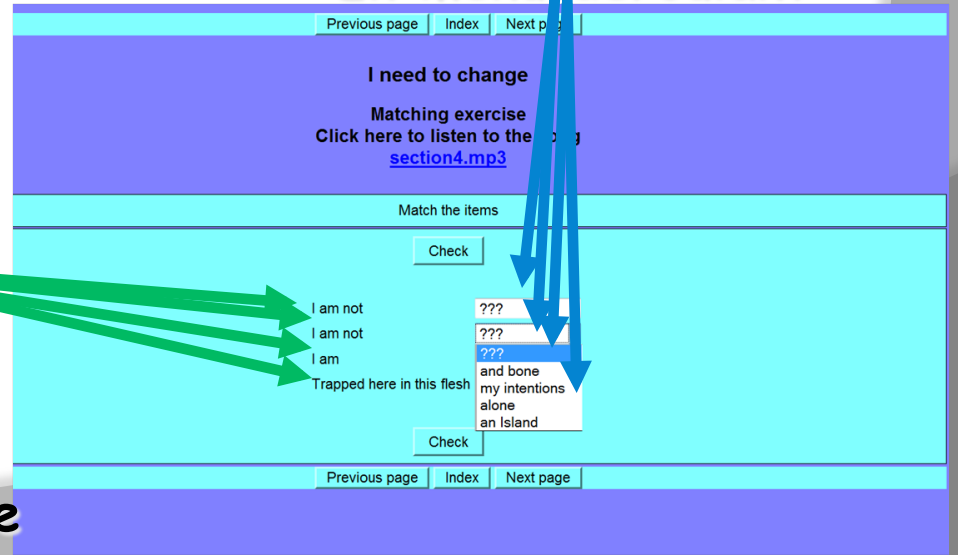 Previous page Index Next page
I need to change
Matching exercise
Click here to listen to the
section4.mp3
Match the items
Check
I am not ???
I am not ???
I am ???
Trapped here in this flesh and bone
my intentions
alone
an Island
Check
Previous page Index Next page
e